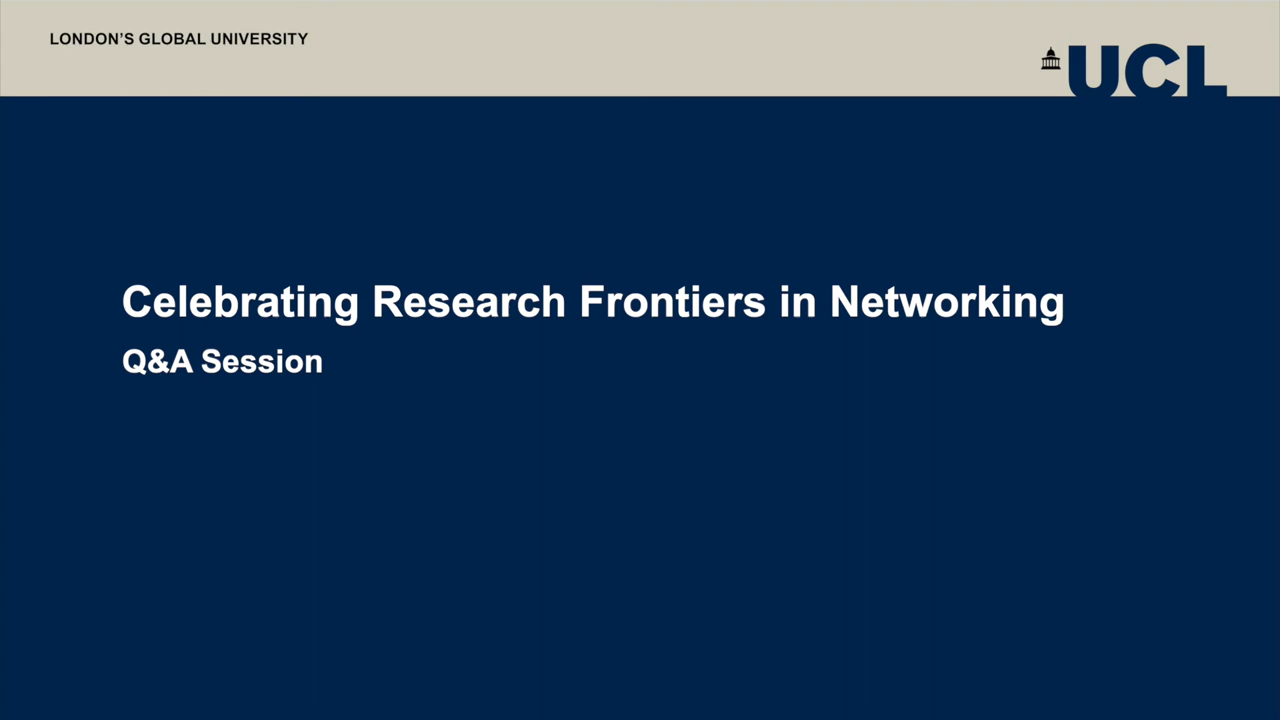 LONDON'S GLOBAL UNIVERSITY
UCL
Celebrating Research Frontiers in Networking
Q&A Session